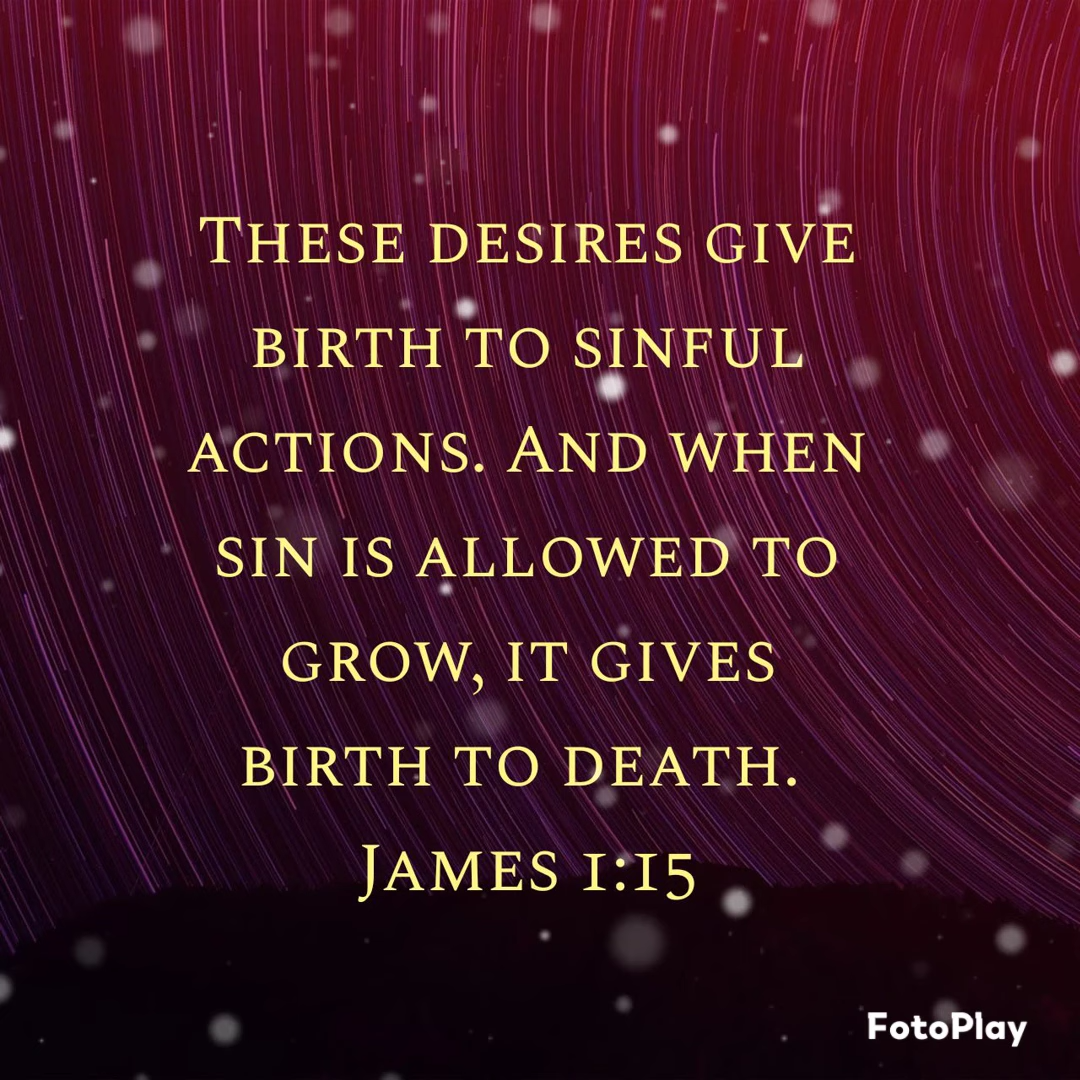 These desires give
birth to sinful
actions. And when
sin is allowed to
grow, it gives
birth to death.
James 1:15
FotoPlay